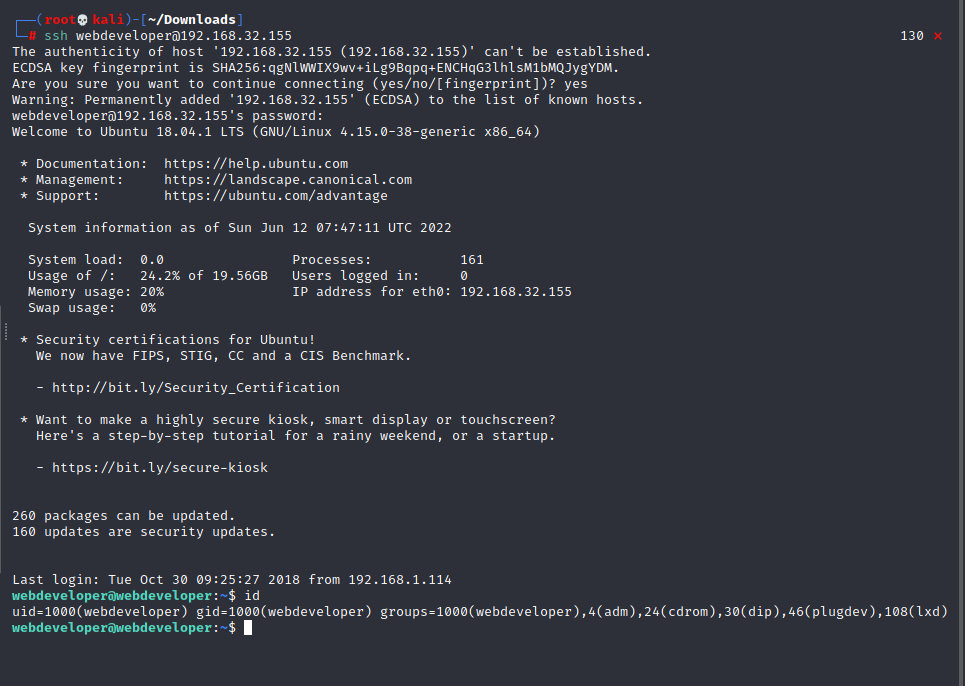 ┌──(root💀kali)-[~/Downloads]
└─# ssh webdeveloper@192.168.32.155 130 ⨯
The authenticity of host '192.168.32.155 (192.168.32.155)' can't be established.
ECDSA key fingerprint is SHA256:qgNlWWIX9wv+iLg9Bqpq+ENCHqG3lhlsM1bMQJygYDM.
Are you sure you want to continue connecting (yes/no/[fingerprint])? yes
Warning: Permanently added '192.168.32.155' (ECDSA) to the list of known hosts.
webdeveloper@192.168.32.155's password:
Welcome to Ubuntu 18.04.1 LTS (GNU/Linux 4.15.0-38-generic x86_64)
* Documentation: https://help.ubuntu.com
* Management: https://landscape.canonical.com
* Support: https://ubuntu.com/advantage
System information as of Sun Jun 12 07:47:11 UTC 2022
System load: 0.0 Processes: 161
Usage of /: 24.2% of 19.56GB Users logged in: 0
Memory usage: 20% IP address for eth0: 192.168.32.155
Swap usage: 0%
* Security certifications for Ubuntu!
We now have FIPS, STIG, CC and a CIS Benchmark.
- http://bit.ly/Security_Certification
* Want to make a highly secure kiosk, smart display or touchscreen?
Here's a step-by-step tutorial for a rainy weekend, or a startup.
- https://bit.ly/secure-kiosk
260 packages can be updated.
160 updates are security updates.
Last login: Tue Oct 30 09:25:27 2018 from 192.168.1.114
webdeveloper@webdeveloper:~$ id
uid=1000(webdeveloper) gid=1000(webdeveloper) groups=1000(webdeveloper),4(adm),24(cdrom),30(dip),46(plugdev),108(lxd)
webdeveloper@webdeveloper:~$